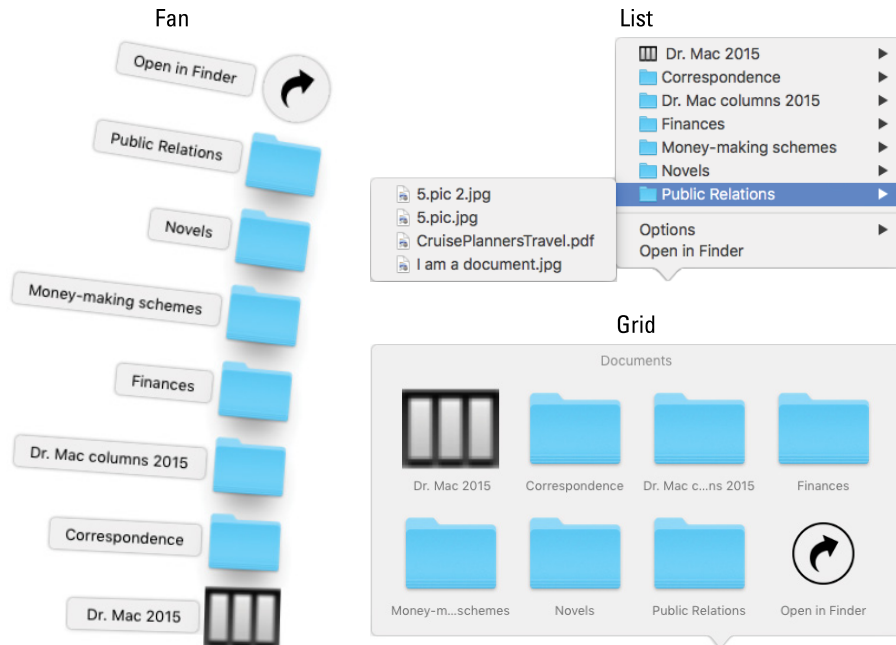 Fan
Open in Finder
Public Relations
Novels
Money-making schemes
Finances
Dr. Mac columns 2015
Correspondence
Dr. Mac 2015
List
Dr. Mac 2015
Correspondence
Dr. Mac columns 2015
Finances
Money-making schemes
Novels
Public Relations
Options
Open in Finder
5.pic 2.jpg
5.pic.jpg
CruisePlannersTravel.pdf
I am a document.jpg
Grid
Documents
Dr. Mac 2015 Correspondence Dr. Mac c...ns 2015 Finances
Money-m...schemes Novels Public Relations Open in Finder